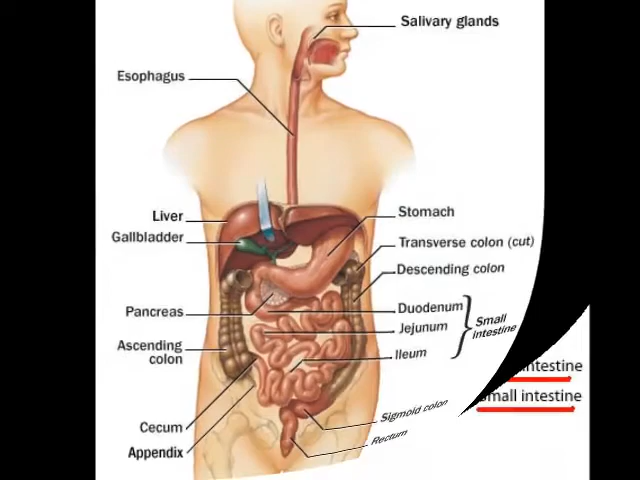 Salivary glands
Esophagus
Liver
Gallbladder
Stomach
Transverse colon (cut)
Descending colon
Pancreas
Duodenum
Jejunum
Small
intestine
Ascending
colon
Ileum
intestine
Small intestine
Sigmoid colon
Cecum
Rectum
Appendix